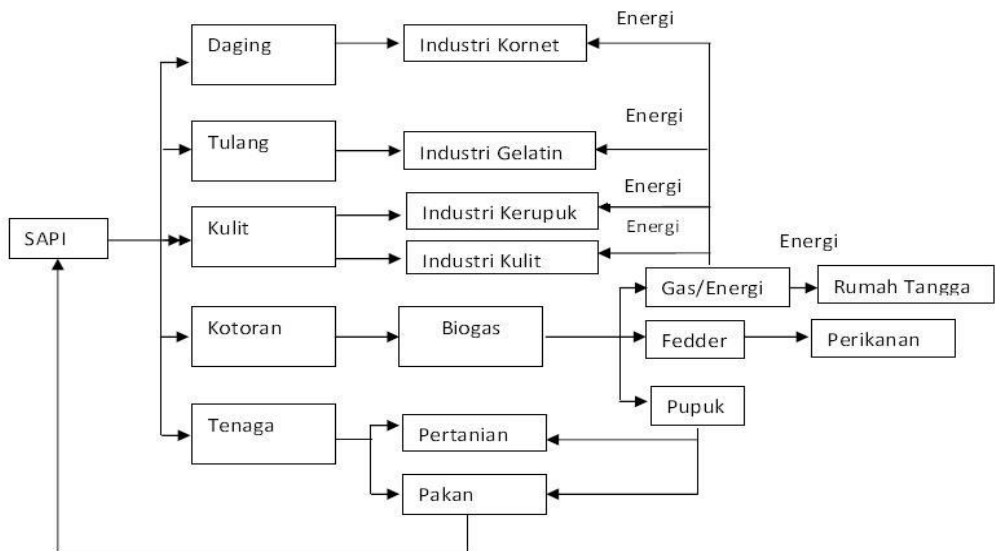 Energi
Daging
Industri Kornet
Energi
Tulang
Industri Gelatin
Energi
Industri Kerupuk
Kulit
Energi
SAPI
Industri Kulit
Energi
Gas/Energi
Rumah Tangga
Kotoran
Biogas
Fedder
Perikanan
Pupuk
Tenaga
Pertanian
Pakan